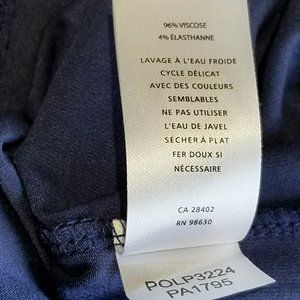 96% VISCOSE
4% ÉLASTHANNE
LAVAGE À L'EAU FROIDE
CYCLE DÉLICAT
AVEC DES COULEURS
SEMBLABLES
NE PAS UTILISER
L'EAU DE JAVEL
SÉCHER À PLAT
FER DOUX SI
NÉCESSAIRE
CA 28402
RN 98630
POLP3224
PA1795